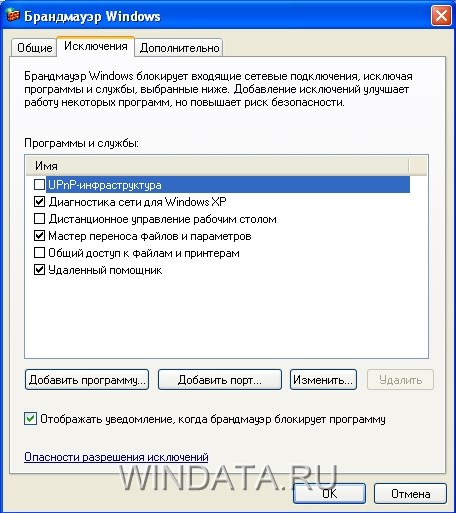 Брандмауэр Windows
Общие Исключения Дополнительно
Брандмауэр Windows блокирует входящие сетевые подключения, исключая
программы и службы, выбранные ниже. Добавление исключений улучшает
работу некоторых программ, но повышает риск безопасности.
Программы и службы:
Имя
UPnP-инфраструктура
Диагностика сети для Windows XP
Дистанционное управление рабочим столом
Мастер переноса файлов и параметров
Общий доступ к файлам и принтерам
Удаленный помощник
Добавить программу... Добавить порт... Изменить... Удалить
Отображать уведомление, когда брандмауэр блокирует программу
Опасности разрешения исключений
WINDATA.RU
OK Отмена